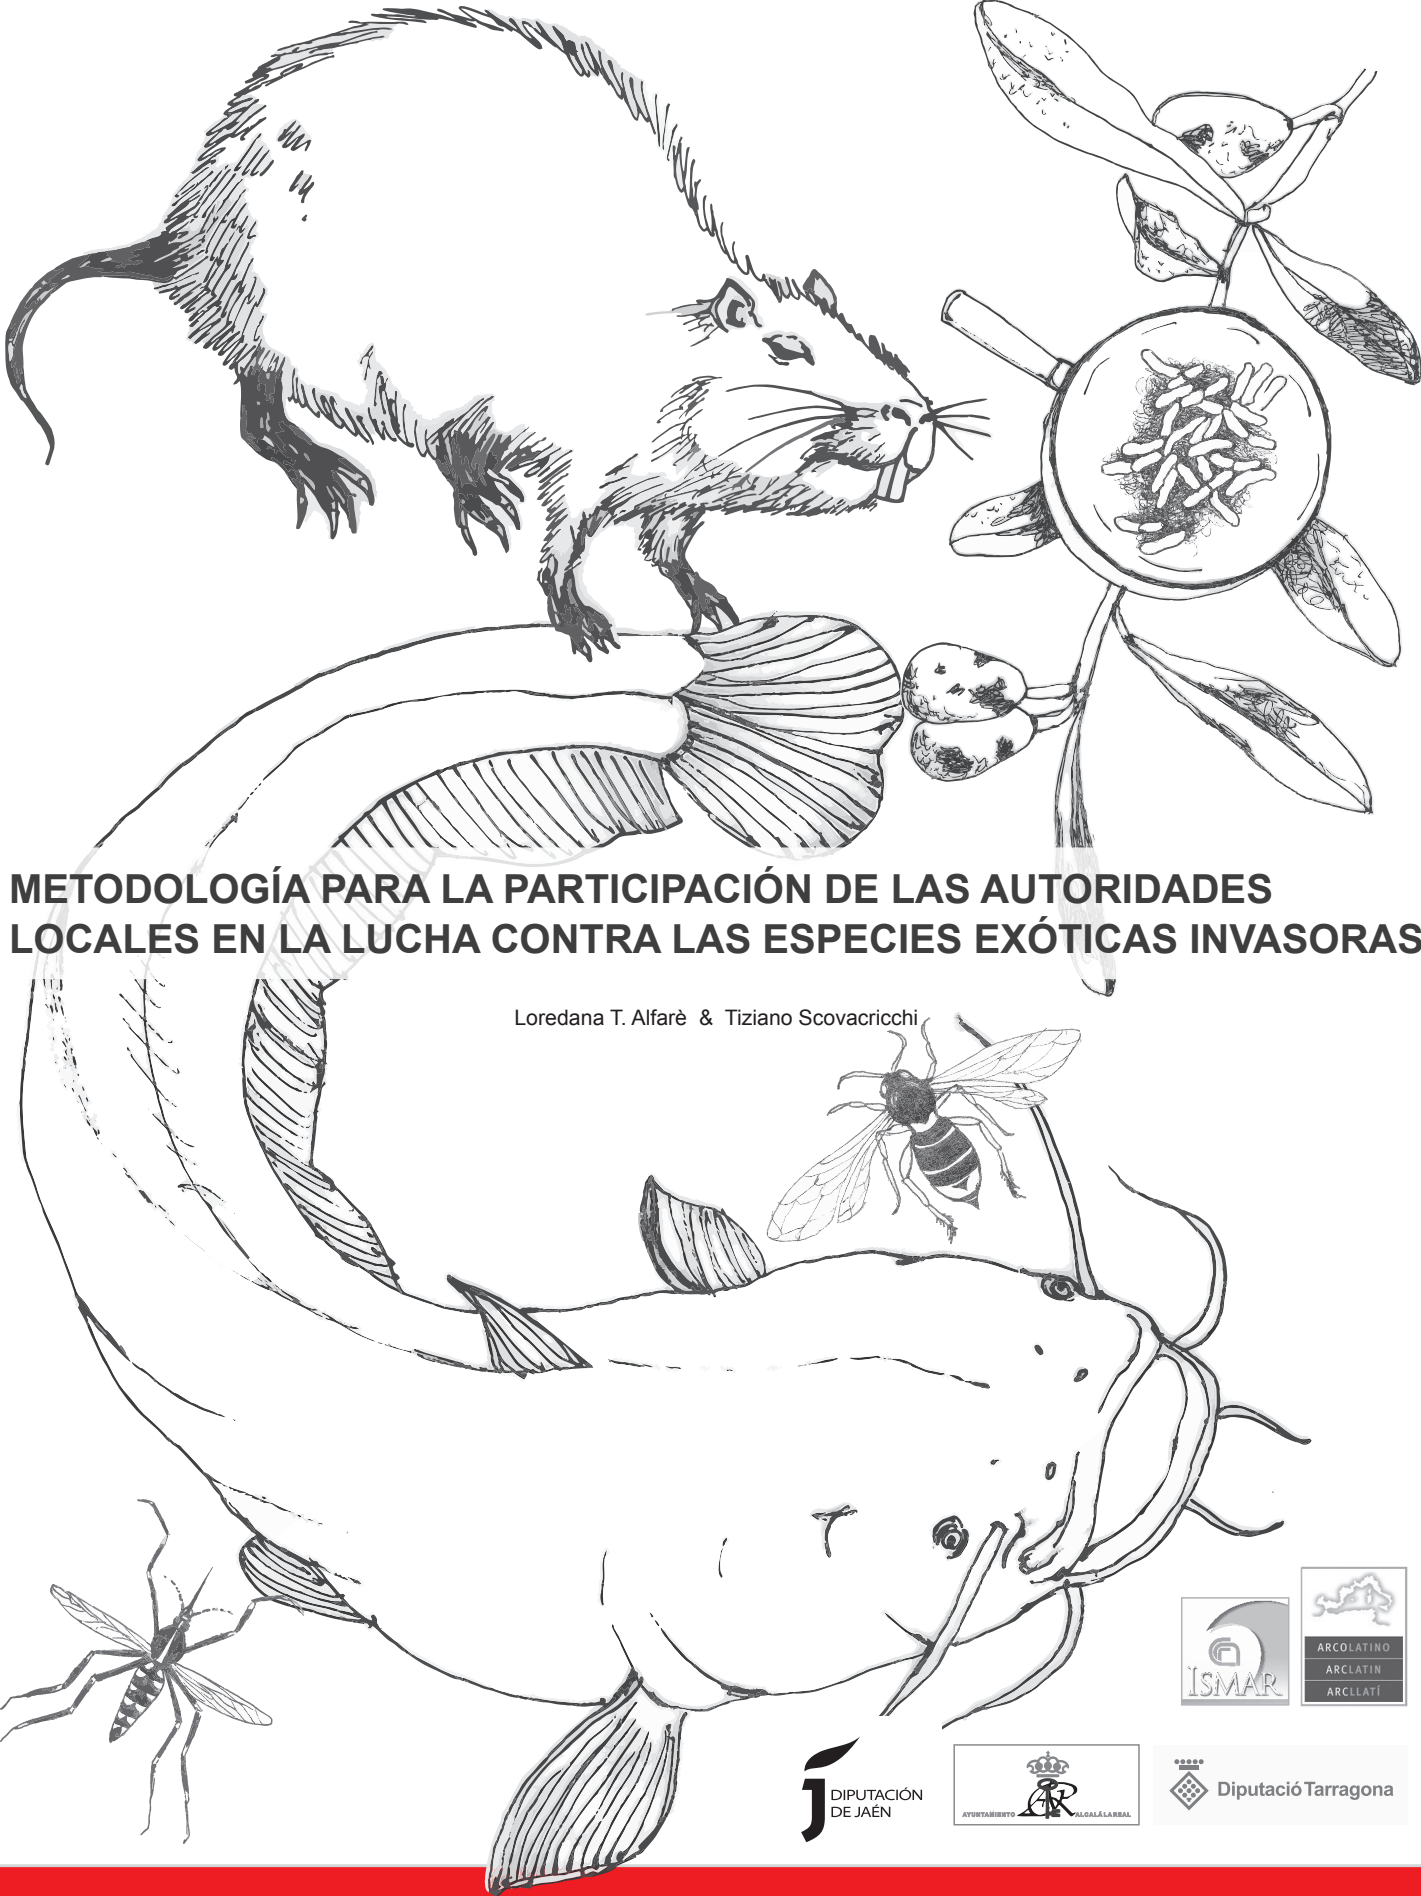 METODOLOGÍA PARA LA PARTICIPACIÓN DE LAS AUTORIDADES
LOCALES EN LA LUCHA CONTRA LAS ESPECIES EXÓTICAS INVASORAS
Loredana T. Alfarè & Tiziano Scovacricchi
ISMAR
ARCOLATINO
ARCLATIN
ARCLLATÍ
DIPUTACIÓN
DE JAÉN
AYUNTAMIENTO ALCALÁ LA REAL
Diputació Tarragona